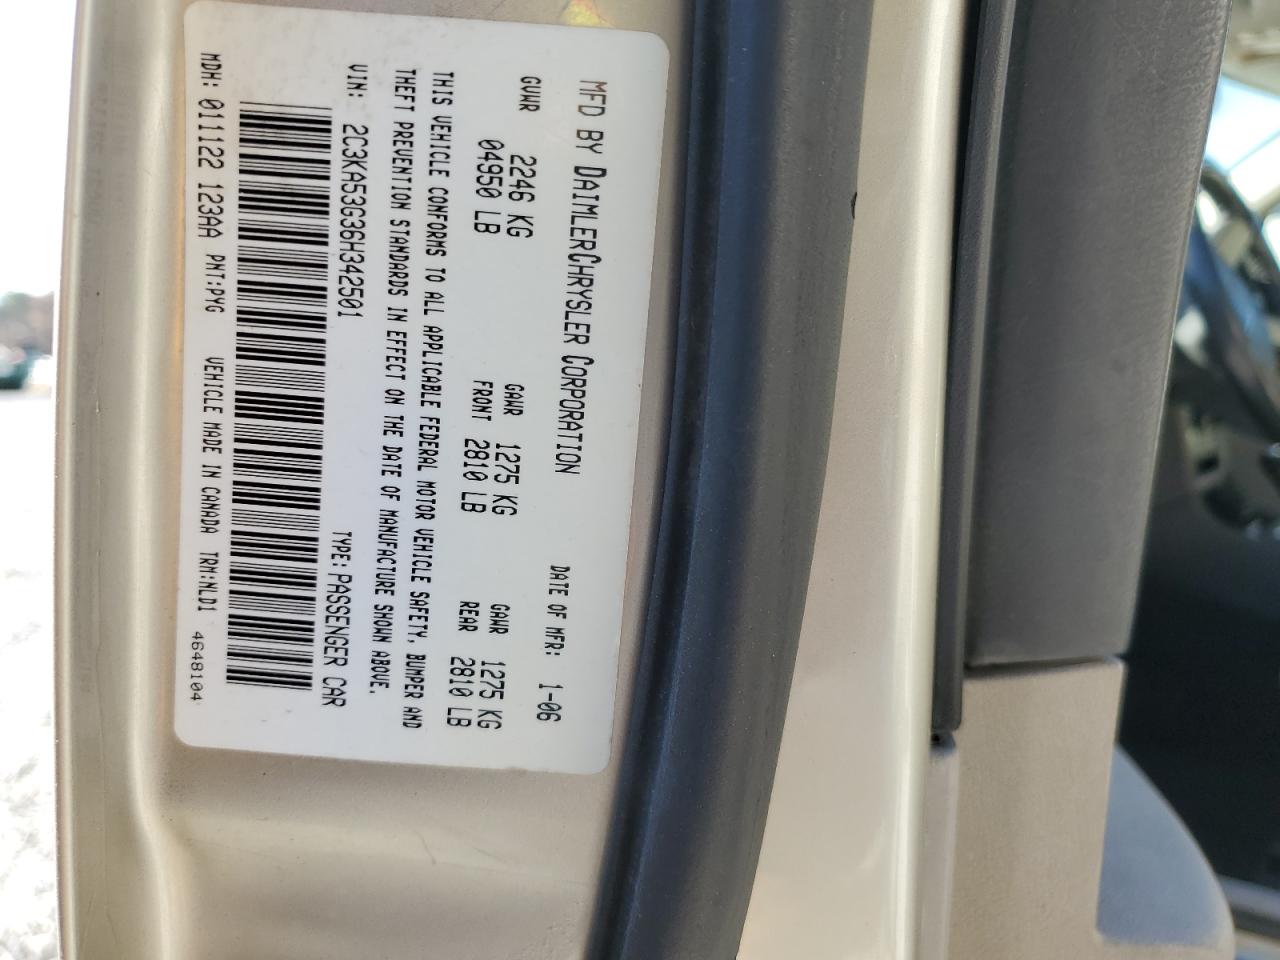 MFD BY DAIMLERCHRYSLER CORPORATION DATE OF MFR: 1-06
GVWR 2246 KG GAWR 1275 KG GAWR 1275 KG
04950 LB FRONT 2810 LB REAR 2810 LB
THIS VEHICLE CONFORMS TO ALL APPLICABLE FEDERAL MOTOR VEHICLE SAFETY, BUMPER AND
THEFT PREVENTION STANDARDS IN EFFECT ON THE DATE OF MANUFACTURE SHOWN ABOVE.
VIN: 2C3KA53G36H342501 TYPE: PASSENGER CAR
MDH: 011122 123AA PNT:PYG VEHICLE MADE IN CANADA TRM:NLD1 4648104